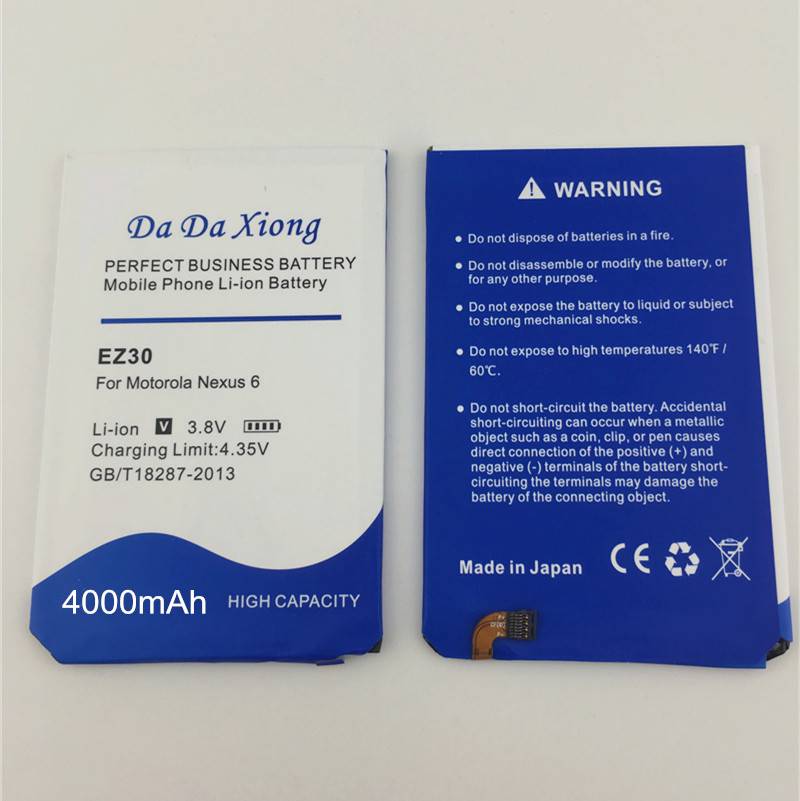 Da Da Xiong
PERFECT BUSINESS BATTERY
Mobile Phone Li-ion Battery
EZ30
For Motorola Nexus 6
Li-ion V 3.8V
Charging Limit:4.35V
GB/T18287-2013
4000mAh HIGH CAPACITY
WARNING
• Do not dispose of batteries in a fire.
• Do not disassemble or modify the battery, or
for any other purpose.
• Do not expose the battery to liquid or subject
to strong mechanical shocks.
• Do not expose to high temperatures 140℉ /
60℃.
• Do not short-circuit the battery. Accidental
short-circuiting can occur when a metallic
object such as a coin, clip, or pen causes
direct connection of the positive (+) and
negative (-) terminals of the battery short-
circuiting the terminals may damage the
battery of the connecting object.
Made in Japan CE